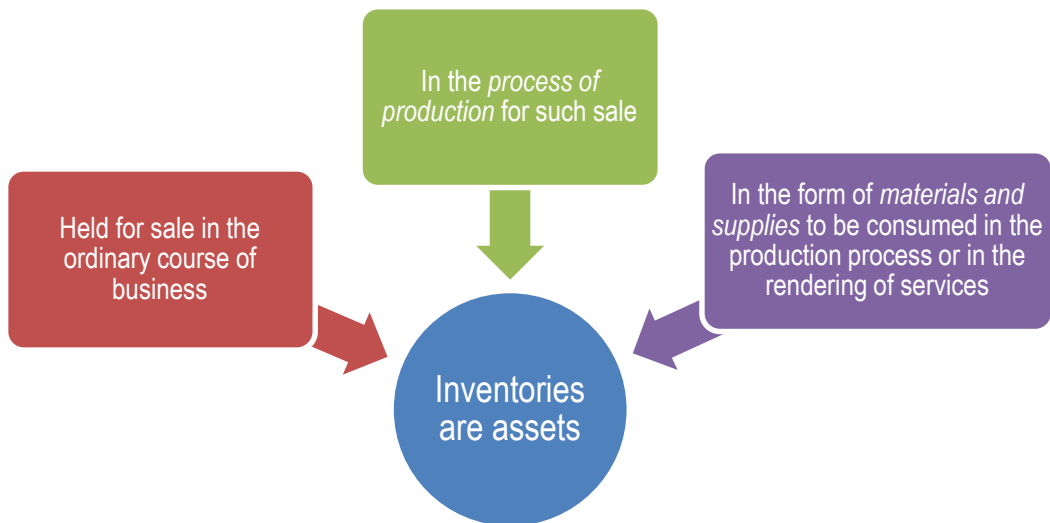 In the process of
production for such sale
Held for sale in the
ordinary course of
business
In the form of materials and
supplies to be consumed in the
production process or in the
rendering of services
Inventories
are assets